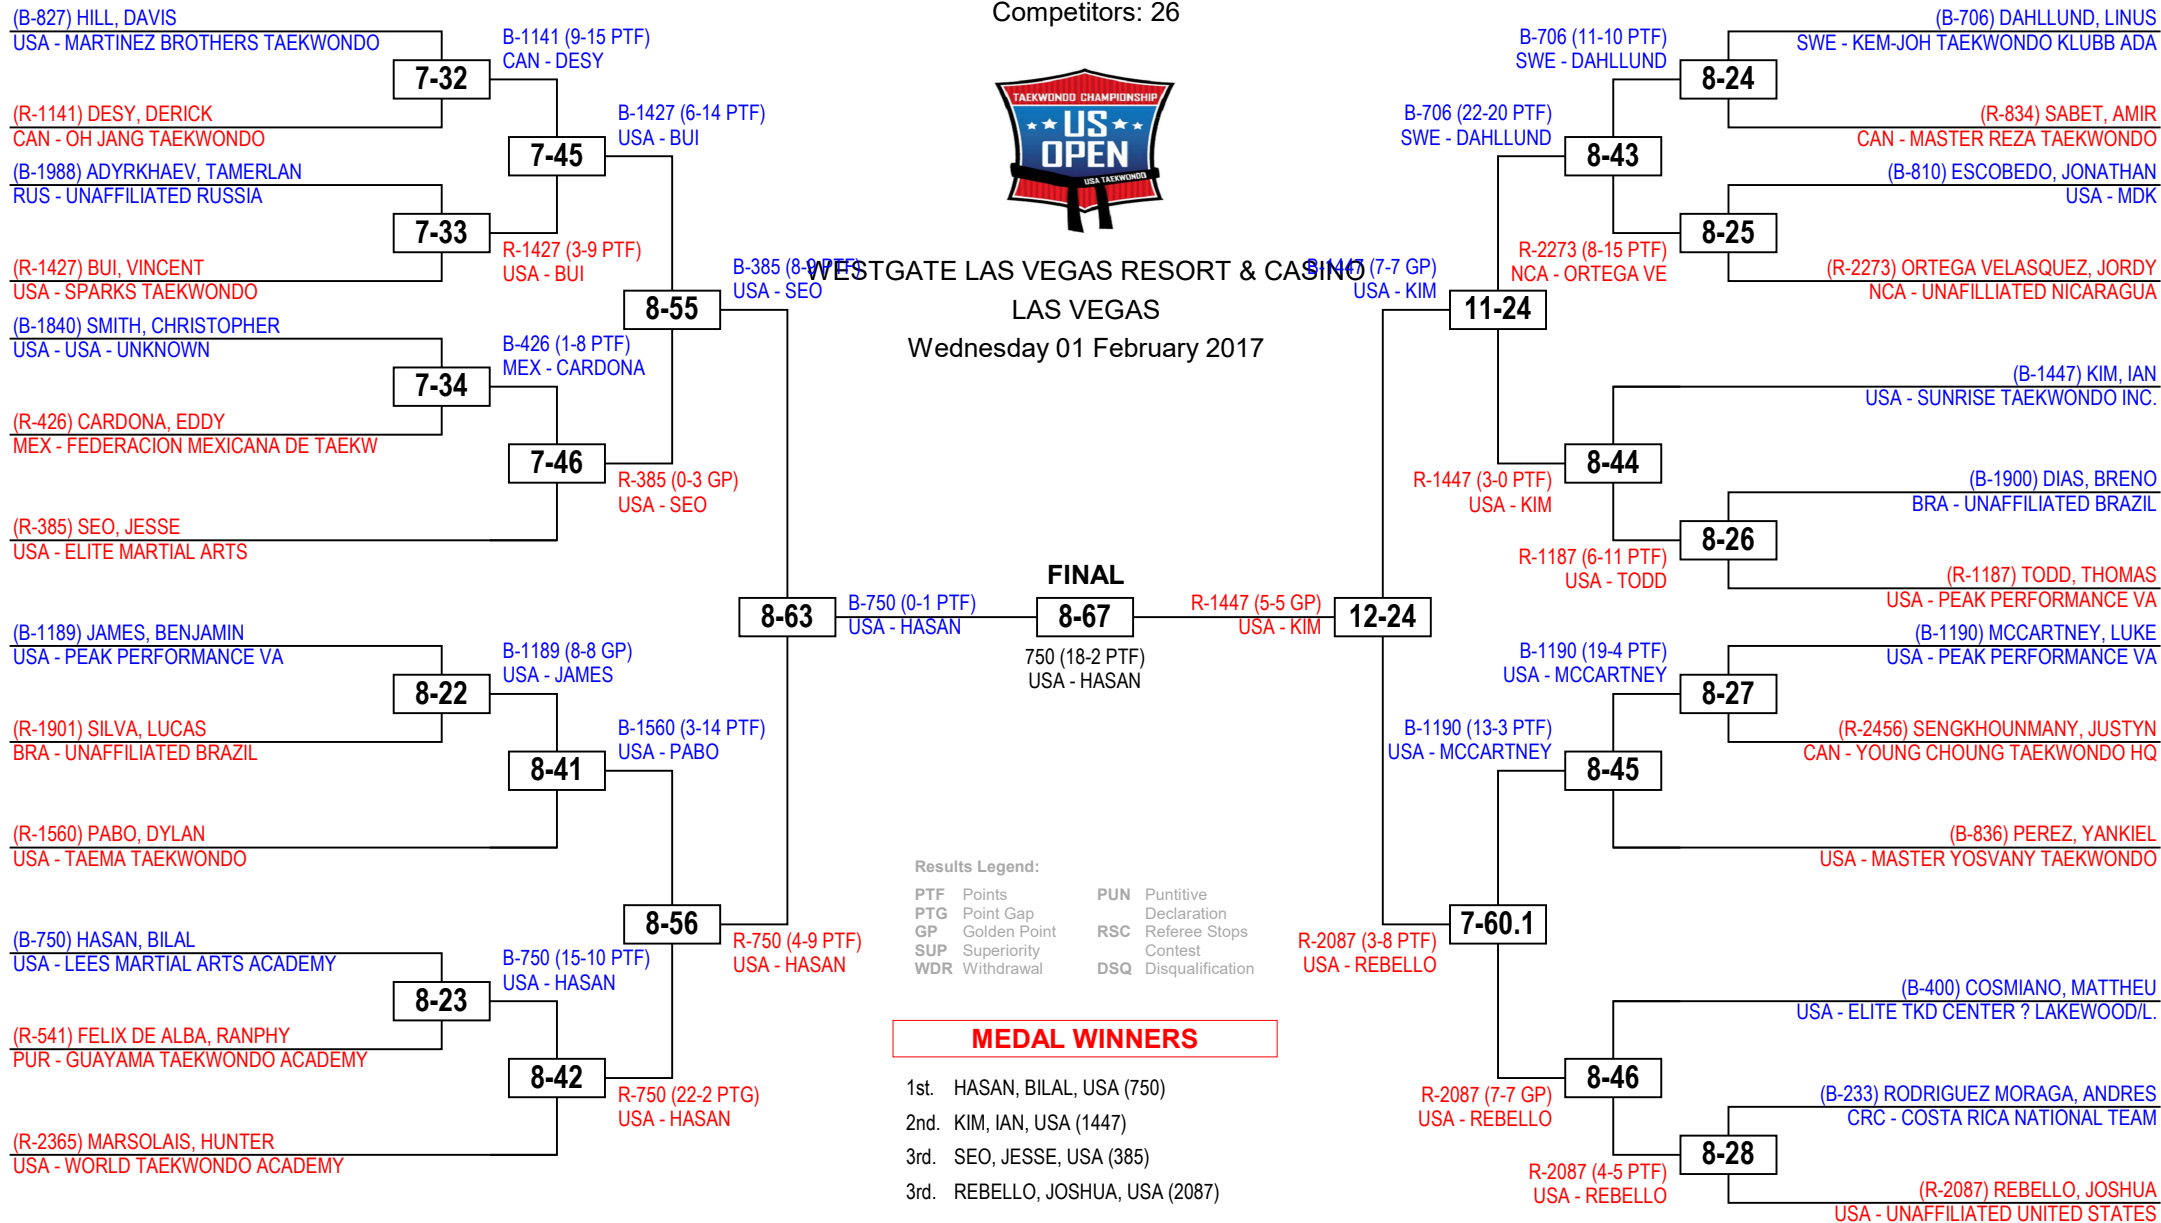 Competitors: 26
TAEKWONDO CHAMPIONSHIP
US
OPEN
USA TAEKWONDO
WESTGATE LAS VEGAS RESORT & CASINO
LAS VEGAS
Wednesday 01 February 2017
(B-827) HILL, DAVIS
USA - MARTINEZ BROTHERS TAEKWONDO
7-32
(R-1141) DESY, DERICK
CAN - OH JANG TAEKWONDO
(B-1988) ADYRKHAEV, TAMERLAN
RUS - UNAFFILIATED RUSSIA
7-33
(R-1427) BUI, VINCENT
USA - SPARKS TAEKWONDO
(B-1840) SMITH, CHRISTOPHER
USA - USA - UNKNOWN
7-34
(R-426) CARDONA, EDDY
MEX - FEDERACION MEXICANA DE TAEKW
(R-385) SEO, JESSE
USA - ELITE MARTIAL ARTS
(B-1189) JAMES, BENJAMIN
USA - PEAK PERFORMANCE VA
8-22
(R-1901) SILVA, LUCAS
BRA - UNAFFILIATED BRAZIL
(R-1560) PABO, DYLAN
USA - TAEMA TAEKWONDO
(B-750) HASAN, BILAL
USA - LEES MARTIAL ARTS ACADEMY
8-23
(R-541) FELIX DE ALBA, RANPHY
PUR - GUAYAMA TAEKWONDO ACADEMY
(R-2365) MARSOLAIS, HUNTER
USA - WORLD TAEKWONDO ACADEMY
B-1141 (9-15 PTF)
CAN - DESY
7-45
R-1427 (3-9 PTF)
USA - BUI
B-426 (1-8 PTF)
MEX - CARDONA
7-46
B-1189 (8-8 GP)
USA - JAMES
8-41
B-750 (15-10 PTF)
USA - HASAN
8-42
B-1427 (6-14 PTF)
USA - BUI
8-55
R-385 (0-3 GP)
USA - SEO
B-1560 (3-14 PTF)
USA - PABO
8-56
R-750 (22-2 PTG)
USA - HASAN
B-385 (8-9 PTF)
USA - SEO
8-63
R-750 (4-9 PTF)
USA - HASAN
B-750 (0-1 PTF)
USA - HASAN
FINAL
8-67
750 (18-2 PTF)
USA - HASAN
R-1447 (5-5 GP)
USA - KIM
12-24
B-1447 (7-7 GP)
USA - KIM
11-24
R-2087 (3-8 PTF)
USA - REBELLO
7-60.1
B-706 (22-20 PTF)
SWE - DAHLLUND
8-43
R-1447 (3-0 PTF)
USA - KIM
8-44
B-1190 (13-3 PTF)
USA - MCCARTNEY
8-45
R-2087 (7-7 GP)
USA - REBELLO
8-46
B-706 (11-10 PTF)
SWE - DAHLLUND
8-24
R-2273 (8-15 PTF)
NCA - ORTEGA VE
8-25
R-1187 (6-11 PTF)
USA - TODD
8-26
B-1190 (19-4 PTF)
USA - MCCARTNEY
8-27
R-2087 (4-5 PTF)
USA - REBELLO
8-28
(B-706) DAHLLUND, LINUS
SWE - KEM-JOH TAEKWONDO KLUBB ADA
(R-834) SABET, AMIR
CAN - MASTER REZA TAEKWONDO
(B-810) ESCOBEDO, JONATHAN
USA - MDK
(R-2273) ORTEGA VELASQUEZ, JORDY
NCA - UNAFILLIATED NICARAGUA
(B-1447) KIM, IAN
USA - SUNRISE TAEKWONDO INC.
(B-1900) DIAS, BRENO
BRA - UNAFFILIATED BRAZIL
(R-1187) TODD, THOMAS
USA - PEAK PERFORMANCE VA
(B-1190) MCCARTNEY, LUKE
USA - PEAK PERFORMANCE VA
(R-2456) SENGKHOUNMANY, JUSTYN
CAN - YOUNG CHOUNG TAEKWONDO HQ
(B-836) PEREZ, YANKIEL
USA - MASTER YOSVANY TAEKWONDO
(B-400) COSMIANO, MATTHEU
USA - ELITE TKD CENTER ? LAKEWOOD/L.
(B-233) RODRIGUEZ MORAGA, ANDRES
CRC - COSTA RICA NATIONAL TEAM
(R-2087) REBELLO, JOSHUA
USA - UNAFFILIATED UNITED STATES
Results Legend:
PTF Points PUN Puntitive
PTG Point Gap Declaration
GP Golden Point RSC Referee Stops
SUP Superiority Contest
WDR Withdrawal DSQ Disqualification
MEDAL WINNERS
1st. HASAN, BILAL, USA (750)
2nd. KIM, IAN, USA (1447)
3rd. SEO, JESSE, USA (385)
3rd. REBELLO, JOSHUA, USA (2087)